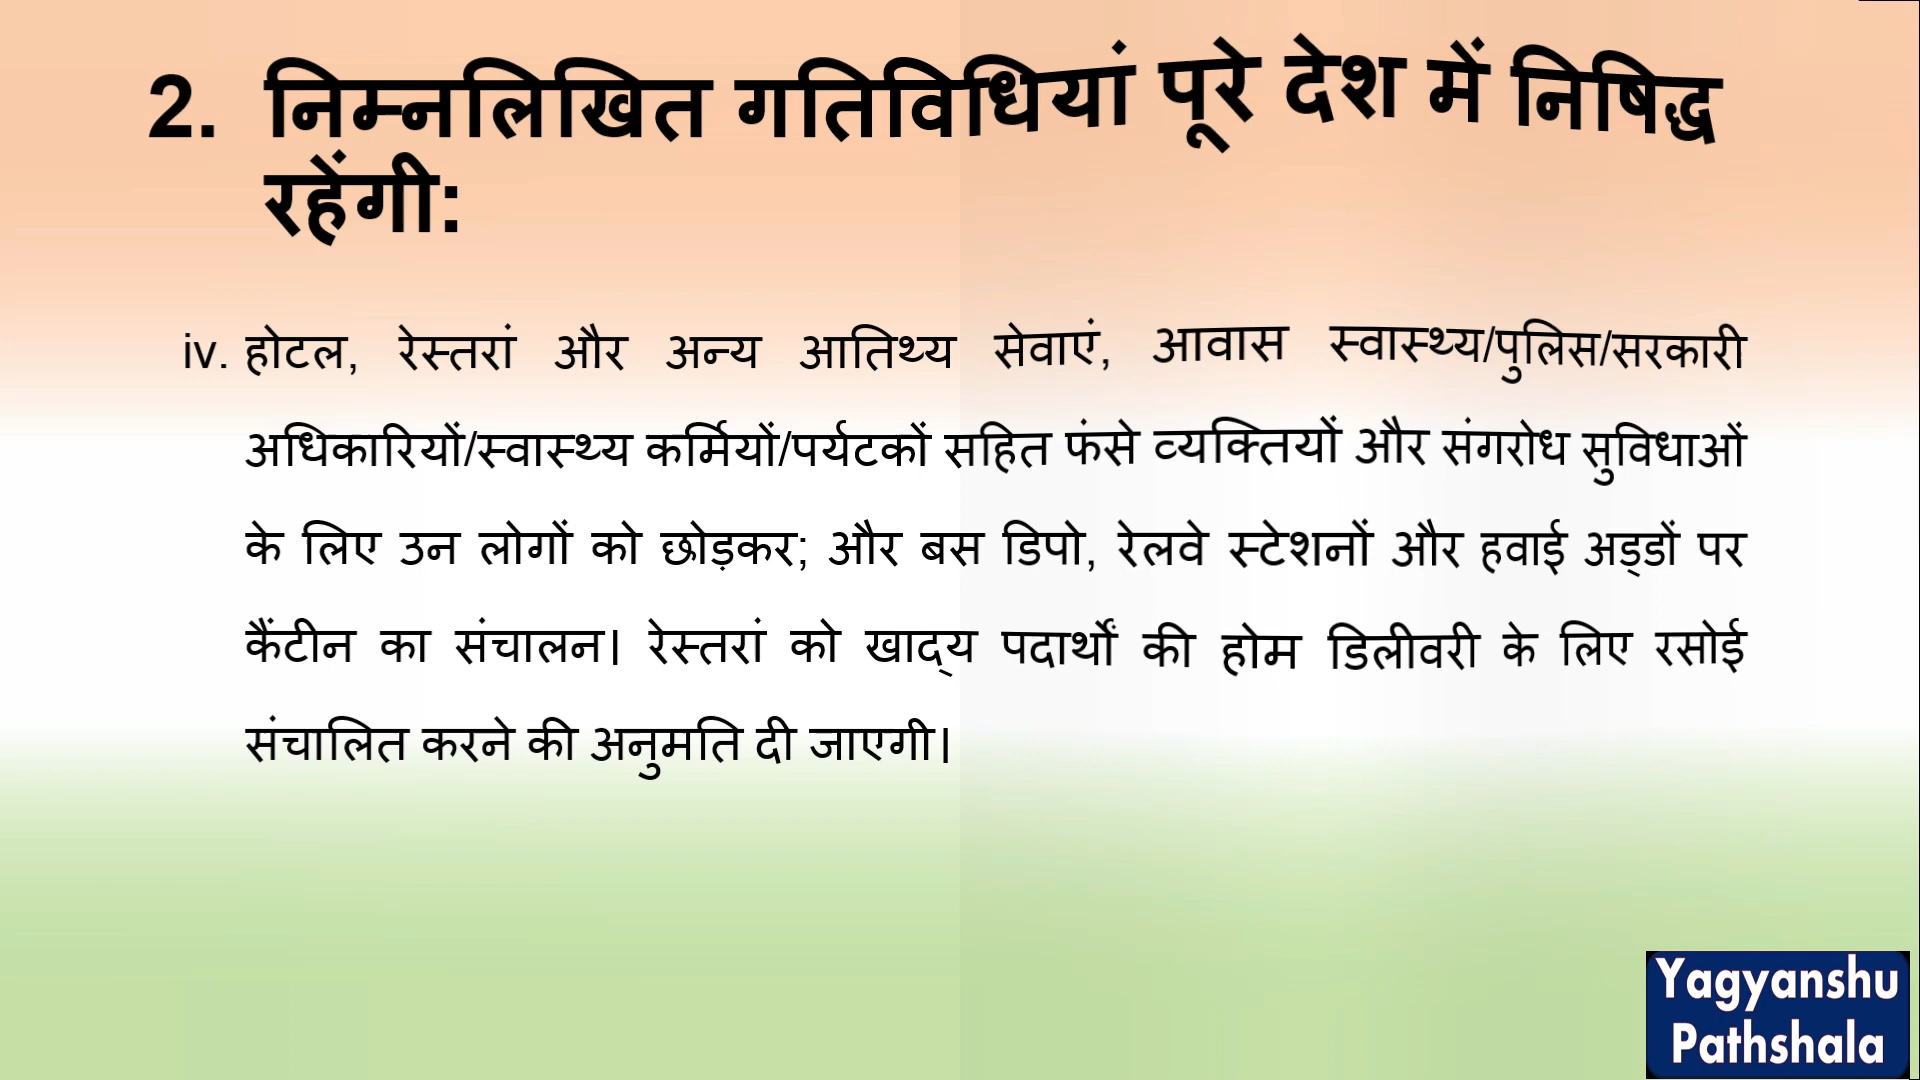 2. निम्नलिखित गतिविधियां पूरे देश में निषिद्ध
रहेंगी:
iv. होटल, रेस्तरां और अन्य आतिथ्य सेवाएं, आवास स्वास्थ्य/पुलिस/सरकारी
अधिकारियों/स्वास्थ्य कर्मियों/पर्यटकों सहित फंसे व्यक्तियों और संगरोध सुविधाओं
के लिए उन लोगों को छोड़कर; और बस डिपो, रेलवे स्टेशनों और हवाई अड्डों पर
कैंटीन का संचालन। रेस्तरां को खाद्य पदार्थों की होम डिलीवरी के लिए रसोई
संचालित करने की अनुमति दी जाएगी।
Yagyanshu
Pathshala